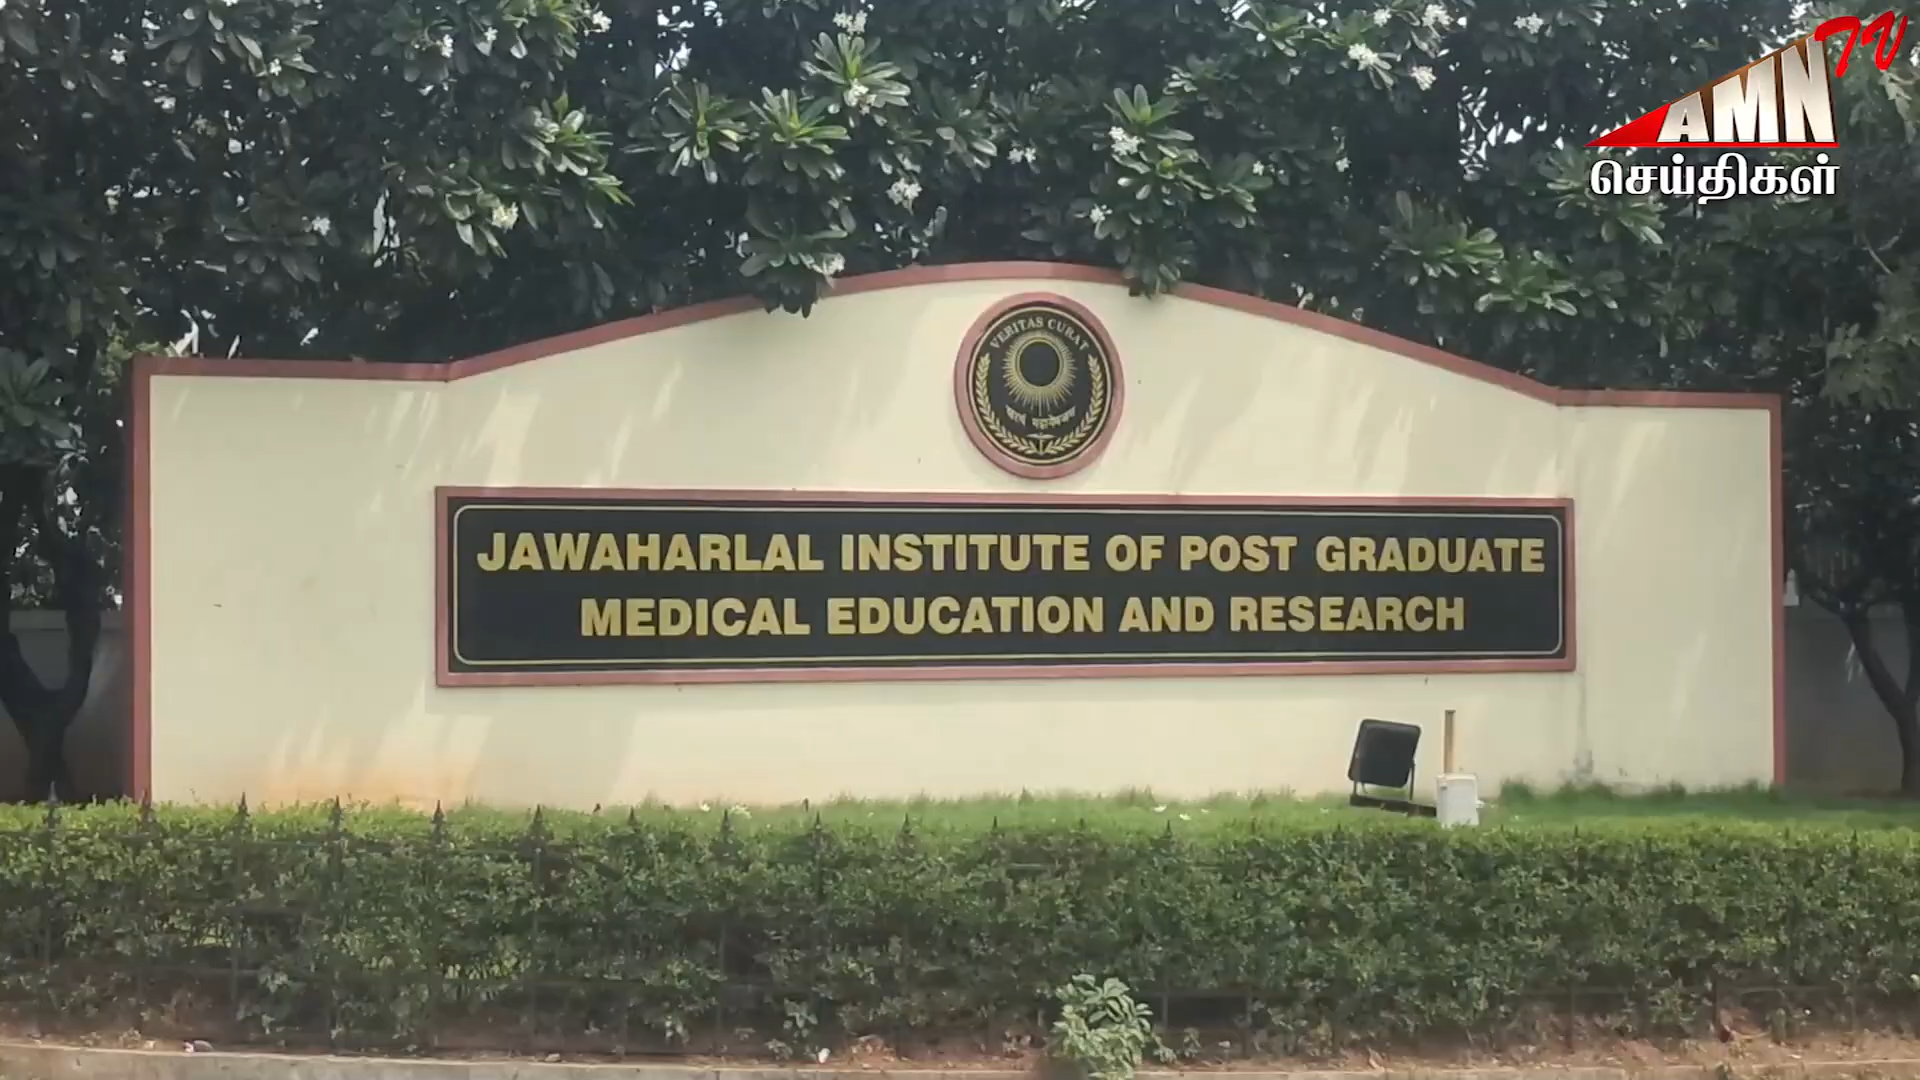 AMN TV
செய்திகள்
VERITAS CURAT
JAWAHARLAL INSTITUTE OF POST GRADUATE
MEDICAL EDUCATION AND RESEARCH